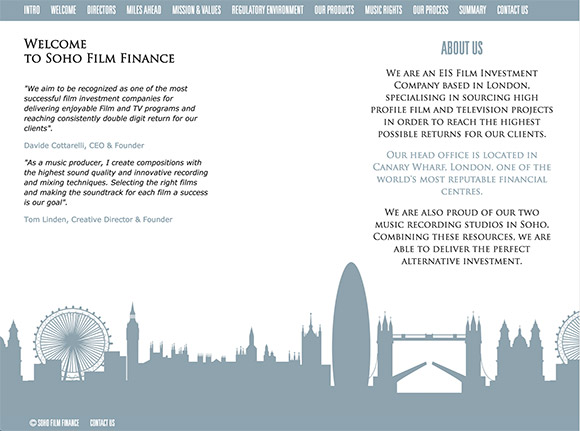 INTRO WELCOME DIRECTORS MILES AHEAD MISSION & VALUES REGULATORY ENVIRONMENT OUR PRODUCTS MUSIC RIGHTS OUR PROCESS SUMMARY CONTACT US
WELCOME
TO SOHO FILM FINANCE
"We aim to be recognized as one of the most
successful film investment companies for
delivering enjoyable Film and TV programs and
reaching consistently double digit return for our
clients".
Davide Cottarelli, CEO & Founder
"As a music producer, I create compositions with
the highest sound quality and innovative recording
and mixing techniques. Selecting the right films
and making the soundtrack for each film a success
is our goal”.
Tom Linden, Creative Director & Founder
ABOUT US
WE ARE AN EIS FILM INVESTMENT
COMPANY BASED IN LONDON,
SPECIALISING IN SOURCING HIGH
PROFILE FILM AND TELEVISION PROJECTS
IN ORDER TO REACH THE HIGHEST
POSSIBLE RETURNS FOR OUR CLIENTS.
OUR HEAD OFFICE IS LOCATED IN
CANARY WHARF, LONDON, ONE OF THE
WORLD'S MOST REPUTABLE FINANCIAL
CENTRES.
WE ARE ALSO PROUD OF OUR TWO
MUSIC RECORDING STUDIOS IN SOHO.
COMBINING THESE RESOURCES, WE ARE
ABLE TO DELIVER THE PERFECT
ALTERNATIVE INVESTMENT.
© SOHO FILM FINANCE CONTACT US